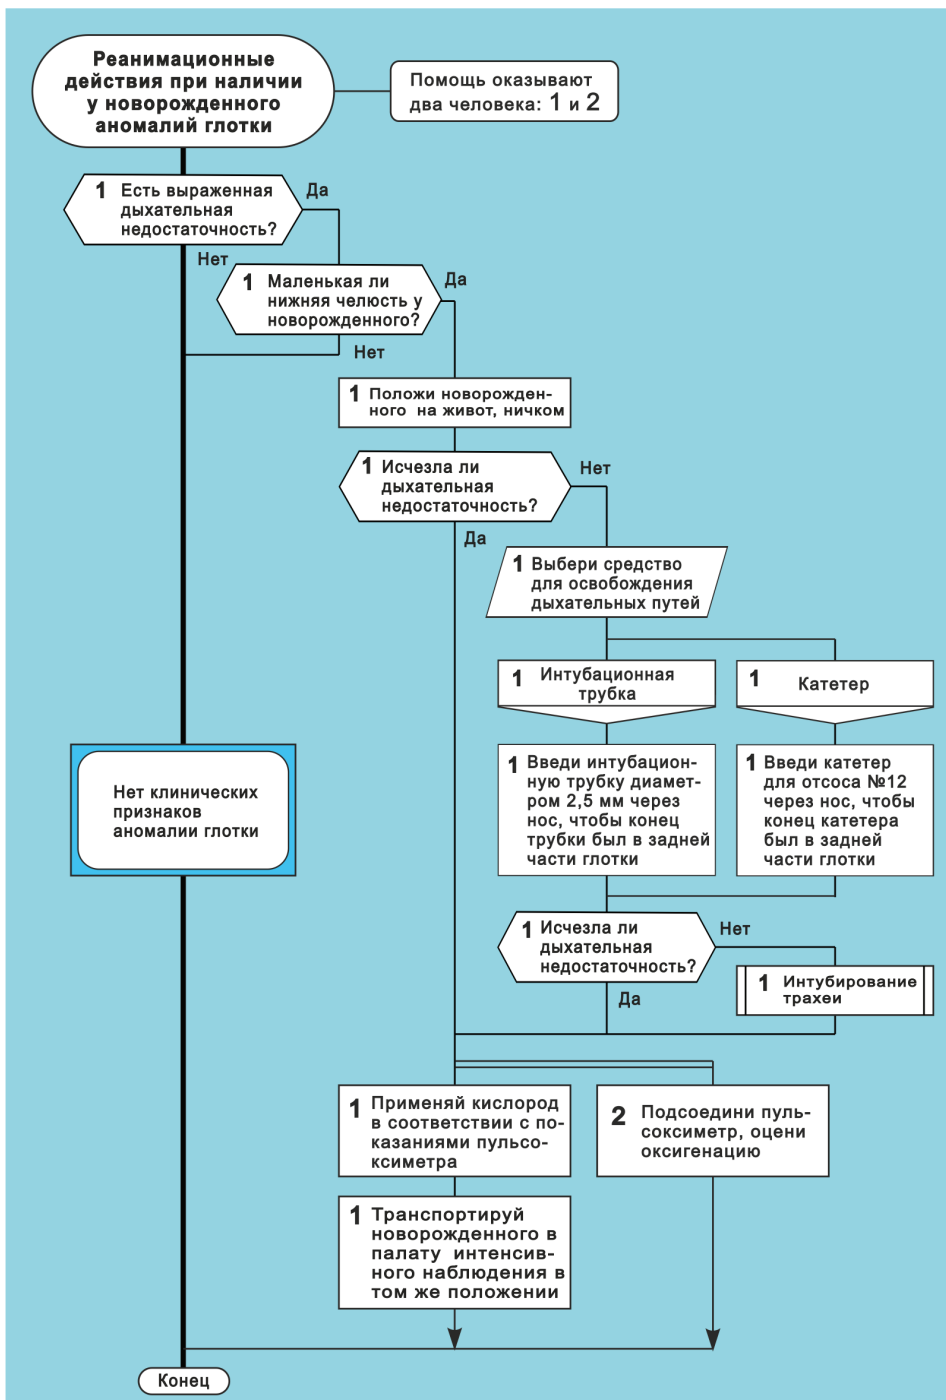 Реанимационные
действия при наличии
у новорожденного
аномалий глотки
Помощь оказывают
два человека: 1 и 2
1 Есть выраженная
дыхательная
недостаточность?
Да
Нет
1 Маленькая ли
нижняя челюсть у
новорожденного?
Да
Нет
1 Положи новорожден-
ного на живот, ничком
1 Исчезла ли
дыхательная
недостаточность?
Нет
Да
1 Выбери средство
для освобождения
дыхательных путей
1 Интубационная
трубка
1 Катетер
1 Введи интубацион-
ную трубку диамет-
ром 2,5 мм через
нос, чтобы конец
трубки был в задней
части глотки
1 Введи катетер
для отсоса №12
через нос, чтобы
конец катетера
был в задней
части глотки
Нет клинических
признаков
аномалии глотки
1 Исчезла ли
дыхательная
недостаточность?
Нет
Да
1 Интубирование
трахеи
1 Применяй кислород
в соответствии с по-
казаниями пульсо-
ксиметра
2 Подсоедини пуль-
соксиметр, оцени
оксигенацию
1 Транспортируй
новорожденного в
палату интенсив-
ного наблюдения в
том же положении
Конец